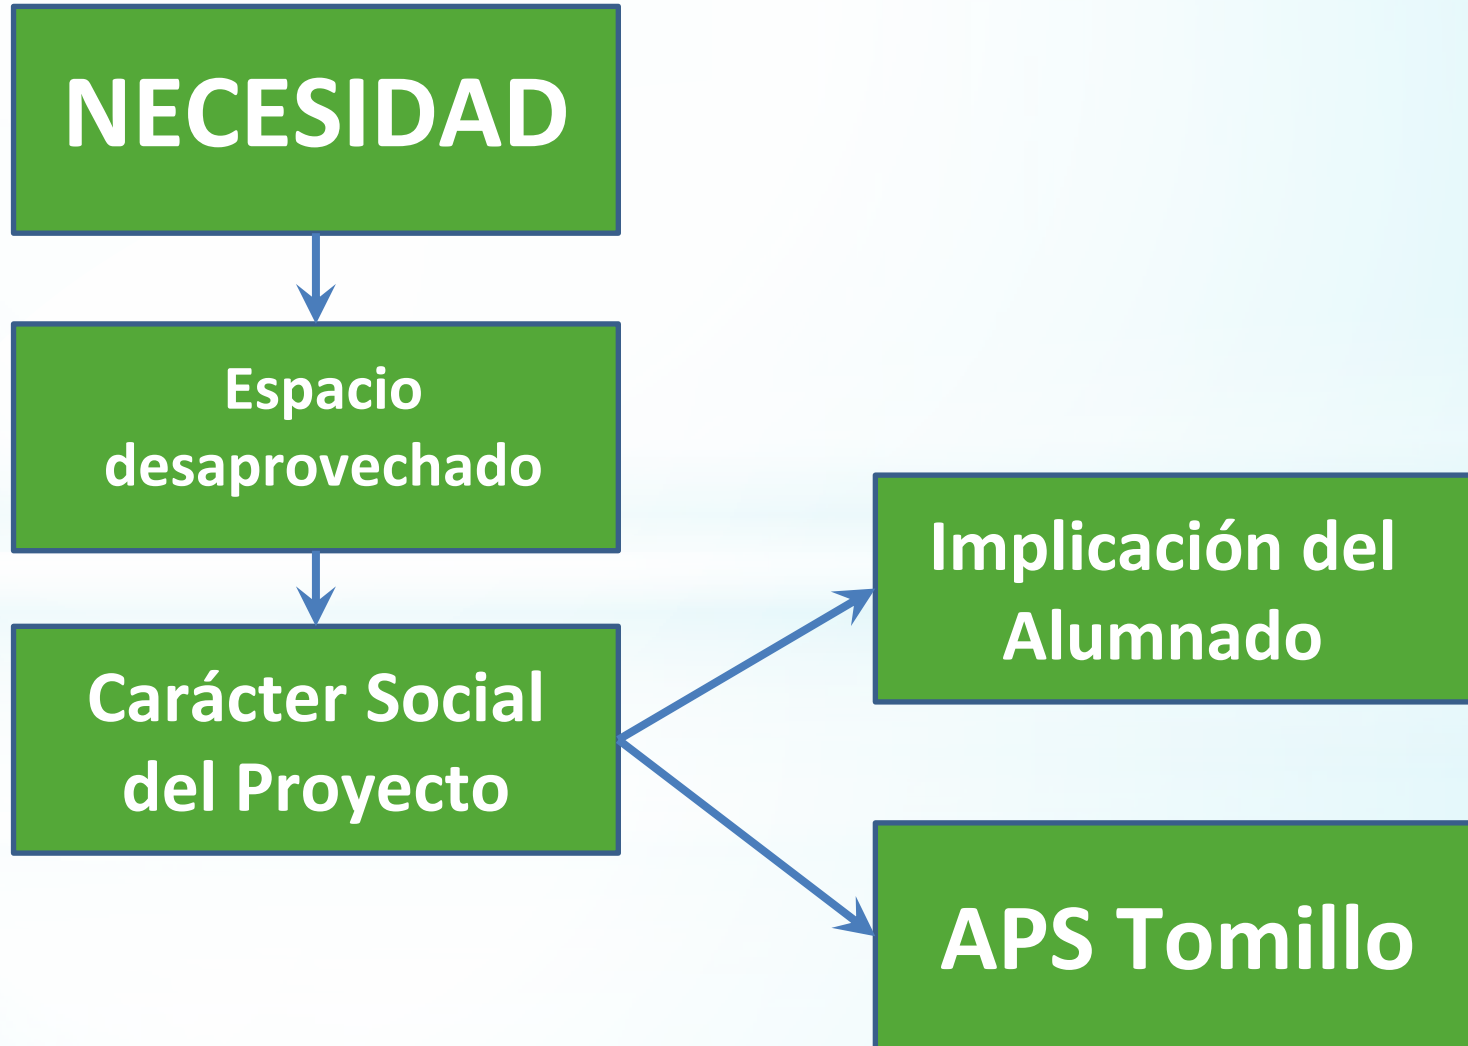 NECESIDAD
Espacio
desaprovechado
Carácter Social
del Proyecto
Implicación del
Alumnado
APS Tomillo